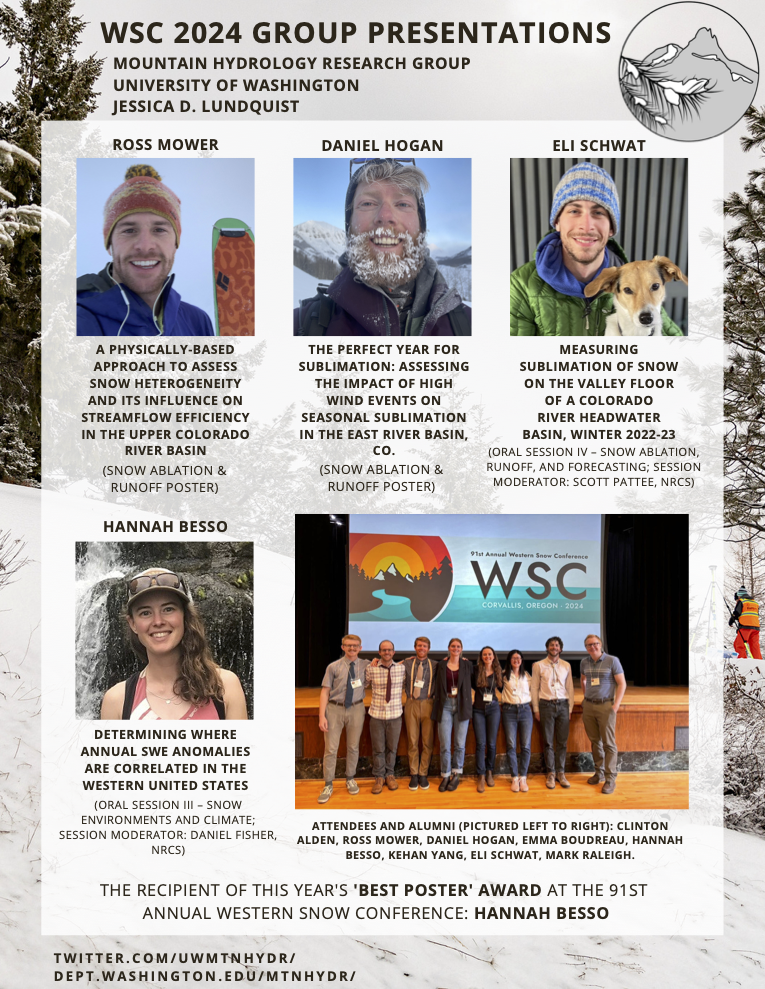 WSC 2024 GROUP PRESENTATIONS
MOUNTAIN HYDROLOGY RESEARCH GROUP
UNIVERSITY OF WASHINGTON
JESSICA D. LUNDQUIST
ROSS MOWER
A PHYSICALLY-BASED
APPROACH TO ASSESS
SNOW HETEROGENEITY
AND ITS INFLUENCE ON
STREAMFLOW EFFICIENCY
IN THE UPPER COLORADO
RIVER BASIN
(SNOW ABLATION &
RUNOFF POSTER)
DANIEL HOGAN
THE PERFECT YEAR FOR
SUBLIMATION: ASSESSING
THE IMPACT OF HIGH
WIND EVENTS ON
SEASONAL SUBLIMATION
IN THE EAST RIVER BASIN,
CO.
(SNOW ABLATION &
RUNOFF POSTER)
ELI SCHWAT
MEASURING
SUBLIMATION OF SNOW
ON THE VALLEY FLOOR
OF A COLORADO
RIVER HEADWATER
BASIN, WINTER 2022-23
(ORAL SESSION IV – SNOW ABLATION,
RUNOFF, AND FORECASTING; SESSION
MODERATOR: SCOTT PATTEE, NRCS)
HANNAH BESSO
DETERMINING WHERE
ANNUAL SWE ANOMALIES
ARE CORRELATED IN THE
WESTERN UNITED STATES
(ORAL SESSION III – SNOW
ENVIRONMENTS AND CLIMATE;
SESSION MODERATOR: DANIEL FISHER,
NRCS)
91st Annual Western Snow Conference
WSC
CORVALLIS, OREGON · 2024
ATTENDEES AND ALUMNI (PICTURED LEFT TO RIGHT): CLINTON
ALDEN, ROSS MOWER, DANIEL HOGAN, EMMA BOUDREAU, HANNAH
BESSO, KEHAN YANG, ELI SCHWAT, MARK RALEIGH.
THE RECIPIENT OF THIS YEAR'S 'BEST POSTER' AWARD AT THE 91ST
ANNUAL WESTERN SNOW CONFERENCE: HANNAH BESSO
TWITTER.COM/UWMTNHYDR/
DEPT.WASHINGTON.EDU/MTNHYDR/